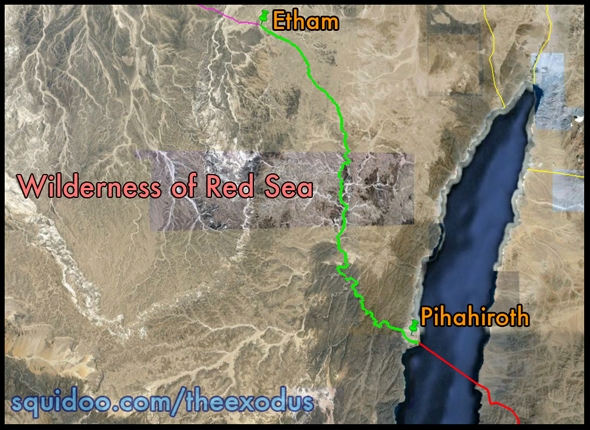 Etham
Wilderness of Red Sea
Pihahiroth
squidoo.com/theexodus